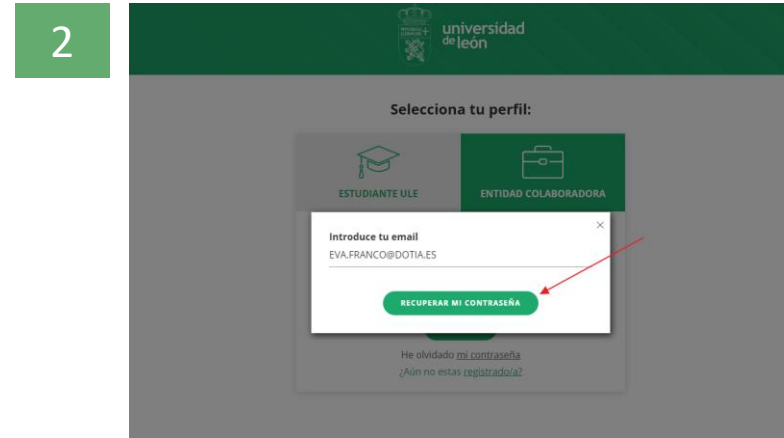 2
universidad
de león
Selecciona tu perfil:
ESTUDIANTE ULE
ENTIDAD COLABORADORA
Introduce tu email
EVA.FRANCO@DOTIA.ES
RECUPERAR MI CONTRASEÑA
He olvidado mi contraseña
¿Aún no estas registrado/a?